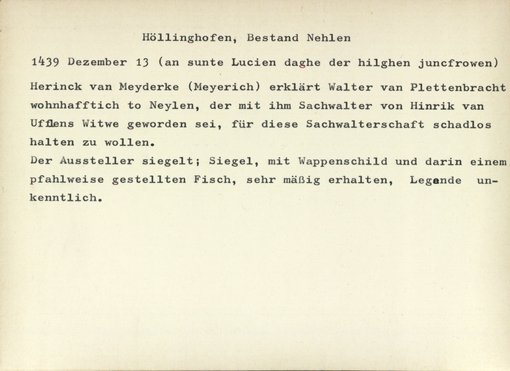 Höllinghofen, Bestand Nehlen
1439 Dezember 13 (an sunte Lucien daghe der hilghen juncfrowen)
Herinck van Meyderke (Meyerich) erklärt Walter van Plettenbracht
wohnhafftich to Neylen, der mit ihm Sachwalter von Hinrik van
Ufflens Witwe geworden sei, für diese Sachwalterschaft schadlos
halten zu wollen.
Der Aussteller siegelt; Siegel, mit Wappenschild und darin einem
pfahlweise gestellten Fisch, sehr mäßig erhalten, Legende un-
kenntlich.